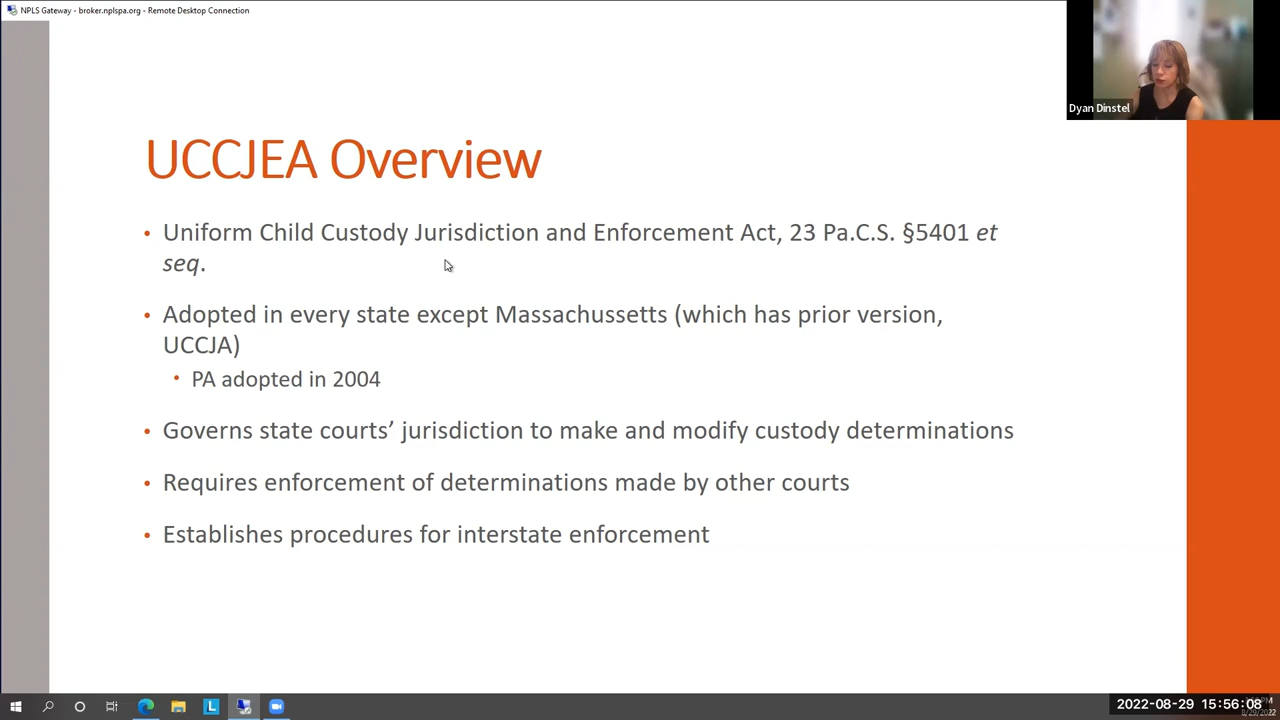 NPLS Gateway - broker.nplspa.org - Remote Desktop Connection
Dyan Dinstel
UCCJEA Overview
• Uniform Child Custody Jurisdiction and Enforcement Act, 23 Pa.C.S. §5401 et
seq.
• Adopted in every state except Massachussetts (which has prior version,
UCCJA)
• PA adopted in 2004
• Governs state courts’ jurisdiction to make and modify custody determinations
• Requires enforcement of determinations made by other courts
• Establishes procedures for interstate enforcement
L
2022-08-29 15:56:08